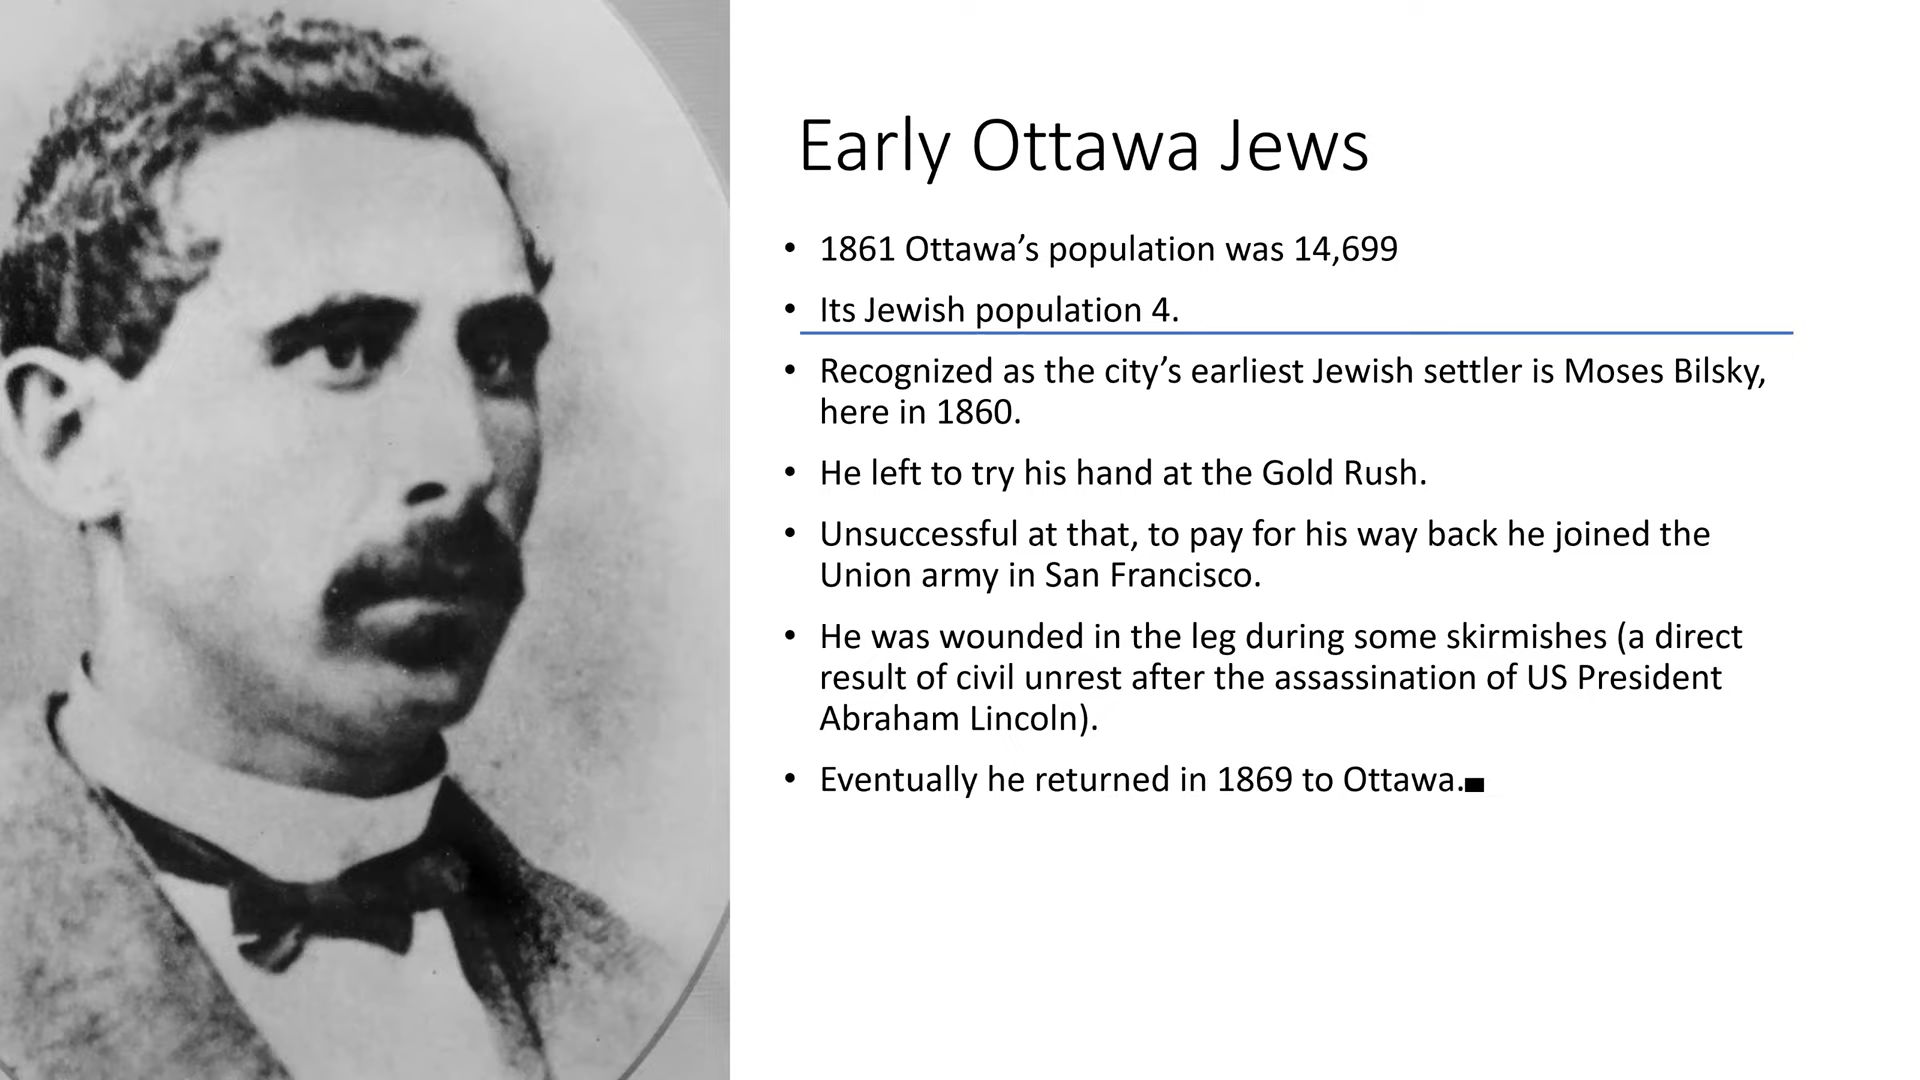 Early Ottawa Jews
• 1861 Ottawa’s population was 14,699
• Its Jewish population 4.
• Recognized as the city’s earliest Jewish settler is Moses Bilsky,
here in 1860.
• He left to try his hand at the Gold Rush.
• Unsuccessful at that, to pay for his way back he joined the
Union army in San Francisco.
• He was wounded in the leg during some skirmishes (a direct
result of civil unrest after the assassination of US President
Abraham Lincoln).
• Eventually he returned in 1869 to Ottawa.